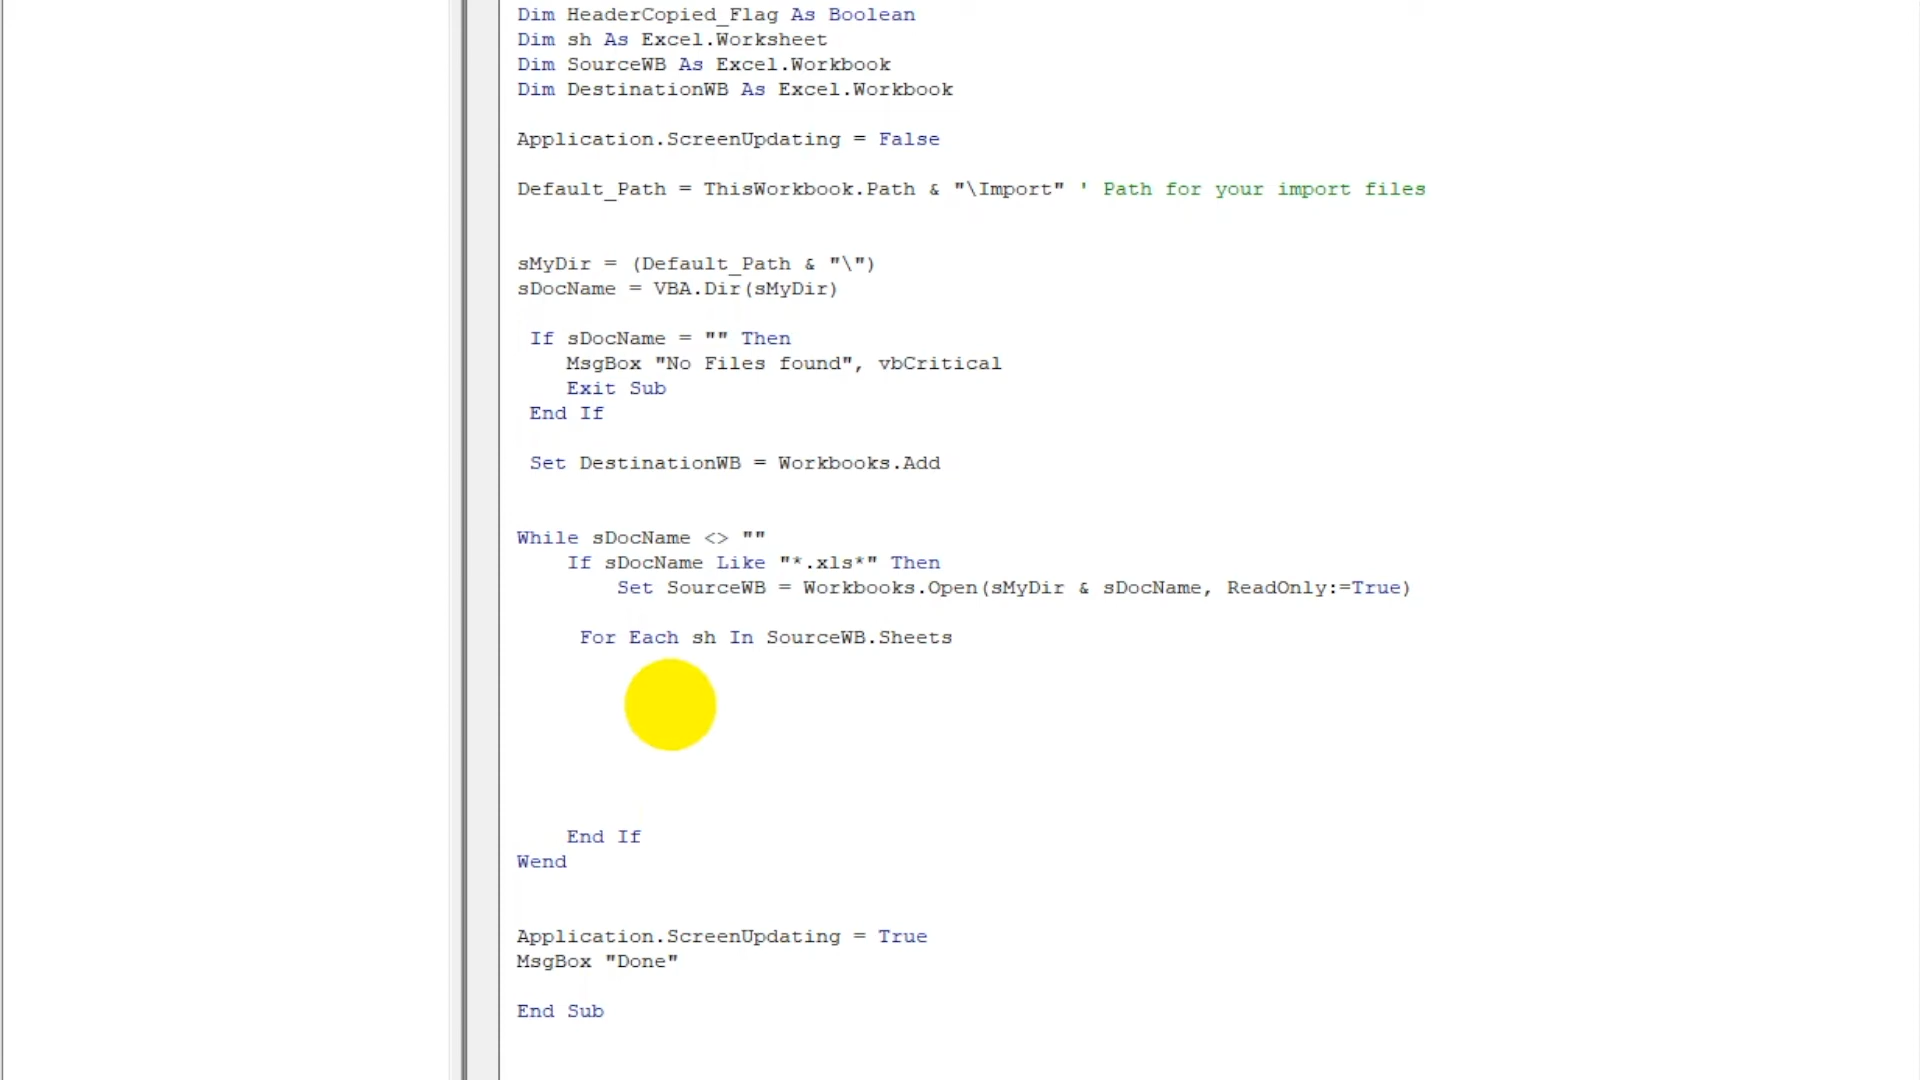 Dim HeaderCopied_Flag As Boolean
Dim sh As Excel.Worksheet
Dim SourceWB As Excel.Workbook
Dim DestinationWB As Excel.Workbook
Application.ScreenUpdating = False
Default_Path = ThisWorkbook.Path & "\Import" ' Path for your import files
sMyDir = (Default_Path & "\")
sDocName = VBA.Dir(sMyDir)
If sDocName = "" Then
MsgBox "No Files found", vbCritical
Exit Sub
End If
Set DestinationWB = Workbooks.Add
While sDocName <> ""
If sDocName Like "*.xls*" Then
Set SourceWB = Workbooks.Open(sMyDir & sDocName, ReadOnly:=True)
For Each sh In SourceWB.Sheets
End If
Wend
Application.ScreenUpdating = True
MsgBox "Done"
End Sub